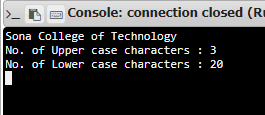 Console: connection closed (Ru
Sona College of Technology
No. of Upper case characters : 3
No. of Lower case characters : 20